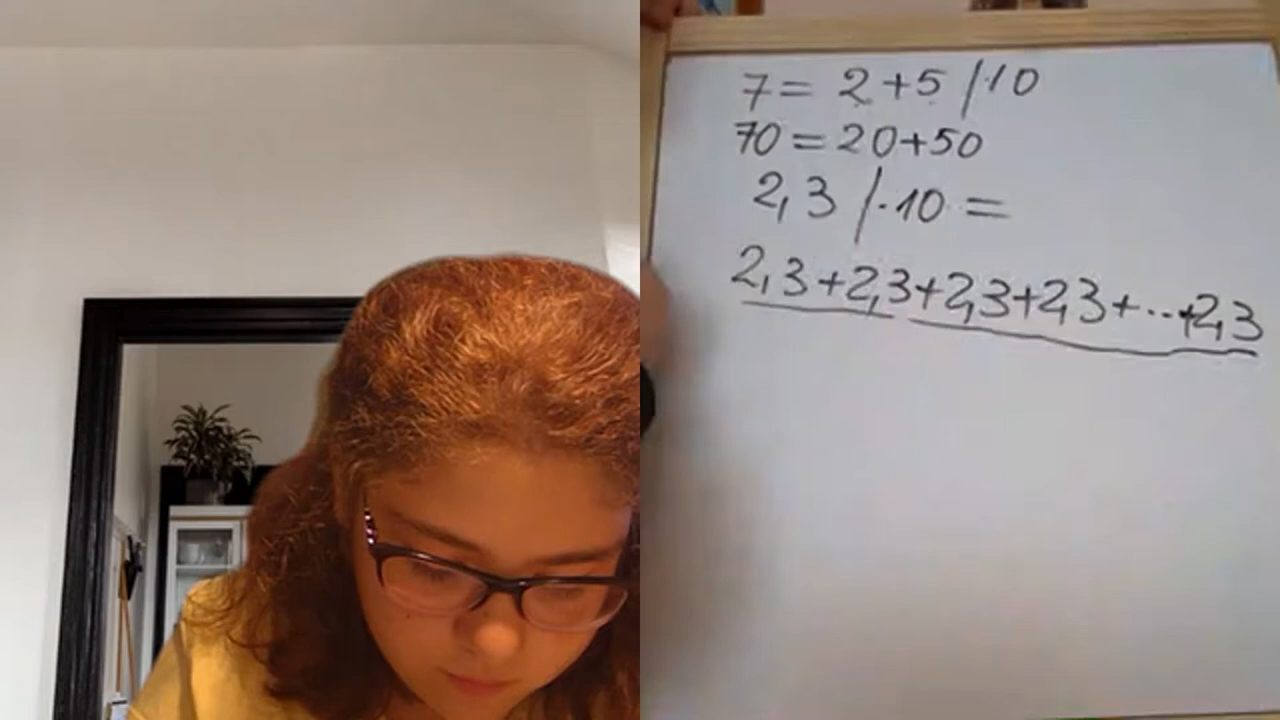 7 = 2 + 5 /·10
70 = 20+50
2,3 /·10 =
2,3+2,3+2,3+2,3+...+2,3